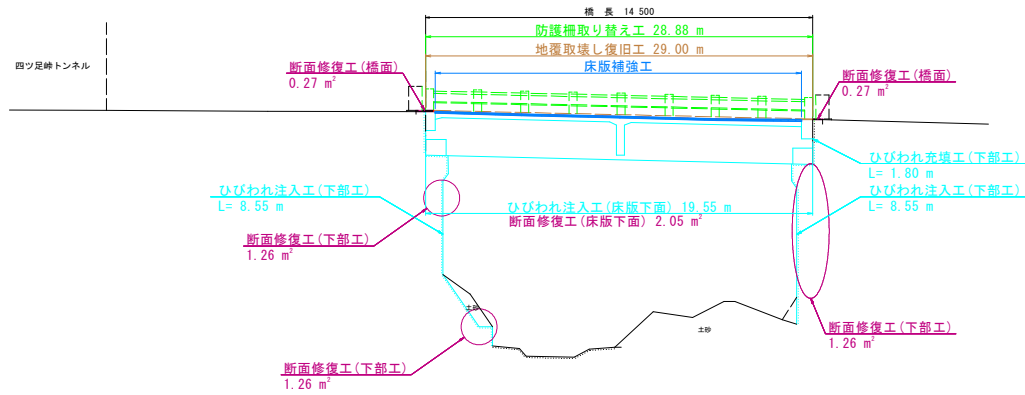 橋 長 14 500
防護柵取り替え工 28.88 m
地覆取壊し復旧工 29.00 m
床版補強工
四ツ足峠トンネル
断面修復工(橋面)
0.27 m²
断面修復工(橋面)
0.27 m²
ひびわれ充填工(下部工)
L= 1.80 m
ひびわれ注入工(下部工)
L= 8.55 m
ひびわれ注入工(下部工)
L= 8.55 m
ひびわれ注入工(床版下面) 19.55 m
断面修復工(床版下面) 2.05 m²
断面修復工(下部工)
1.26 m²
土砂
土砂
断面修復工(下部工)
1.26 m²
断面修復工(下部工)
1.26 m²